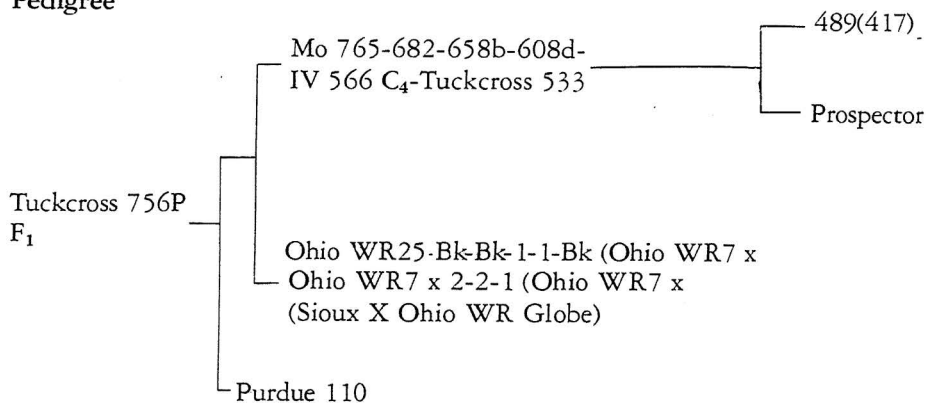 Pedigree
489(417)
Mo 765-682-658b-608d-
IV 566 C₄-Tuckcross 533
Prospector
Tuckcross 756P
F₁
Ohio WR25-Bk-Bk-1-1-Bk (Ohio WR7 x
Ohio WR7 x 2-2-1 (Ohio WR7 x
(Sioux X Ohio WR Globe)
Purdue 110